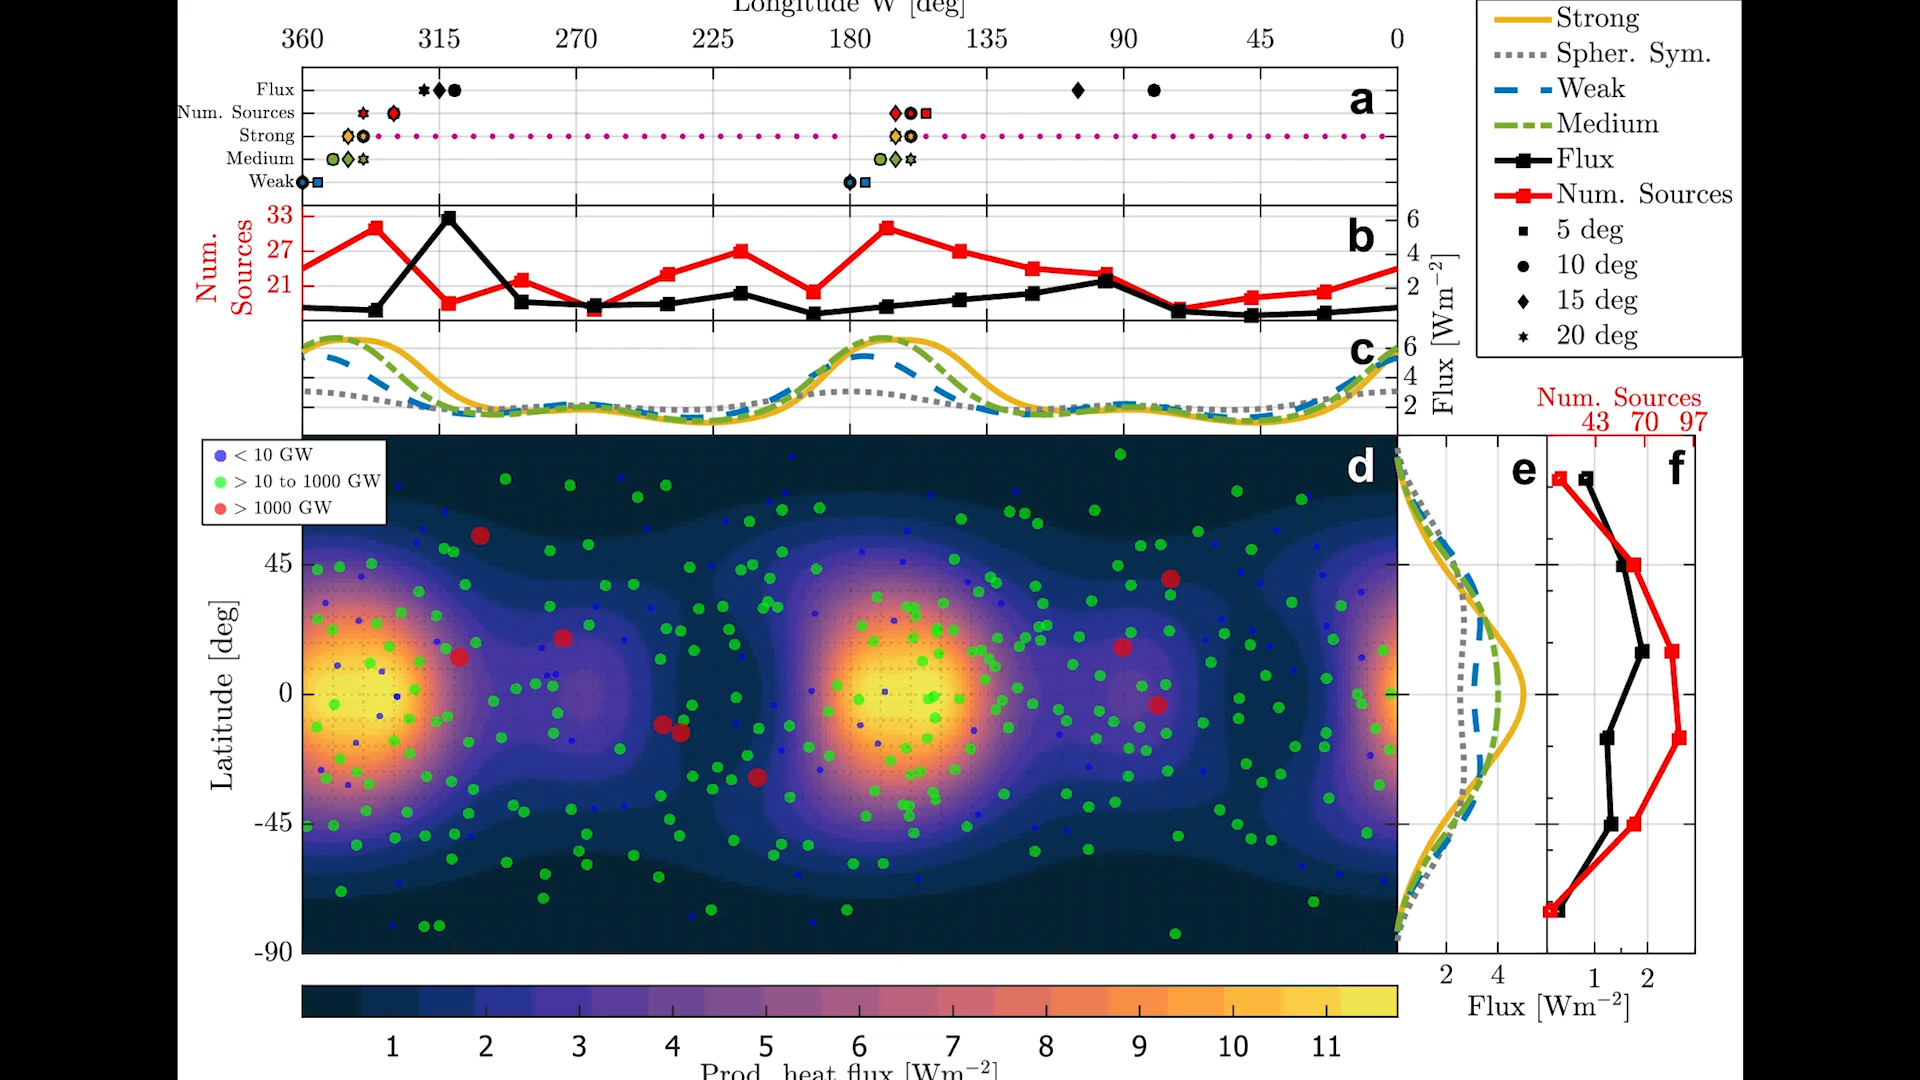 Longitude W [deg]
360 315 270 225 180 135 90 45 0
Flux
Num. Sources
Strong
Medium
Weak
a
Strong
Spher. Sym.
Weak
Medium
Flux
Num. Sources
5 deg
10 deg
15 deg
20 deg
Num.
Sources
33
27
21
b
6
4
2
Flux [Wm−2]
c
6
4
2
Num. Sources
43 70 97
< 10 GW
> 10 to 1000 GW
> 1000 GW
d
e
f
Latitude [deg]
45
0
-45
-90
2 4
1 2
Flux [Wm−2]
1 2 3 4 5 6 7 8 9 10 11
Prod. heat flux [Wm−2]